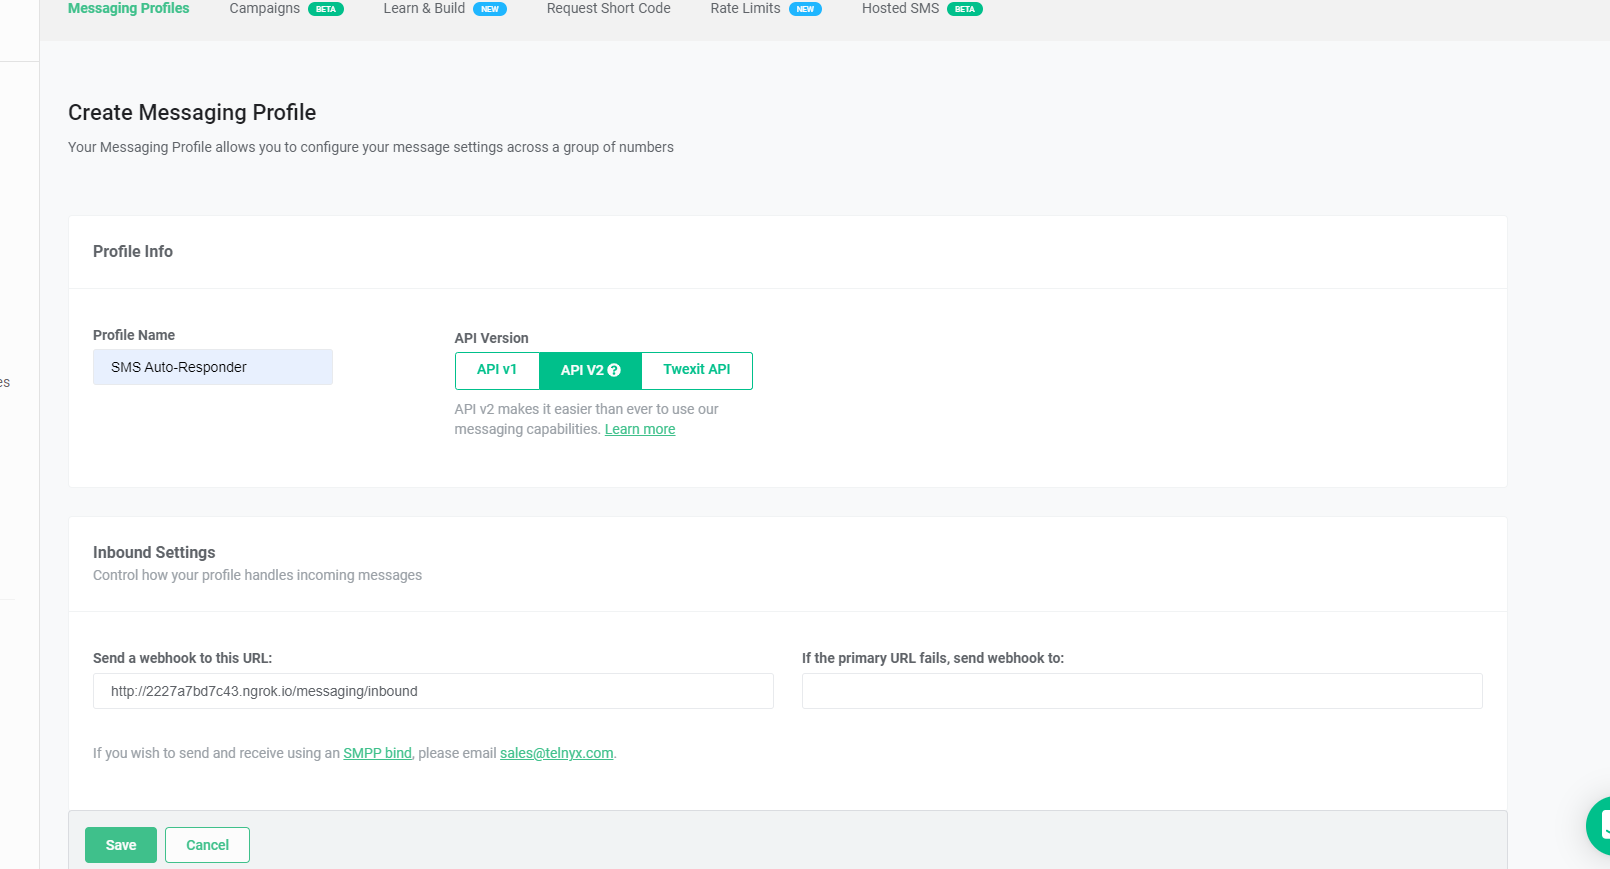 Messaging Profiles Campaigns BETA Learn & Build NEW Request Short Code Rate Limits NEW Hosted SMS BETA
Create Messaging Profile
Your Messaging Profile allows you to configure your message settings across a group of numbers
Profile Info
Profile Name
SMS Auto-Responder
API Version
API v1 API V2 ? Twexit API
API v2 makes it easier than ever to use our
messaging capabilities. Learn more
es
Inbound Settings
Control how your profile handles incoming messages
Send a webhook to this URL: If the primary URL fails, send webhook to:
http://2227a7bd7c43.ngrok.io/messaging/inbound
If you wish to send and receive using an SMPP bind, please email sales@telnyx.com.
Save Cancel